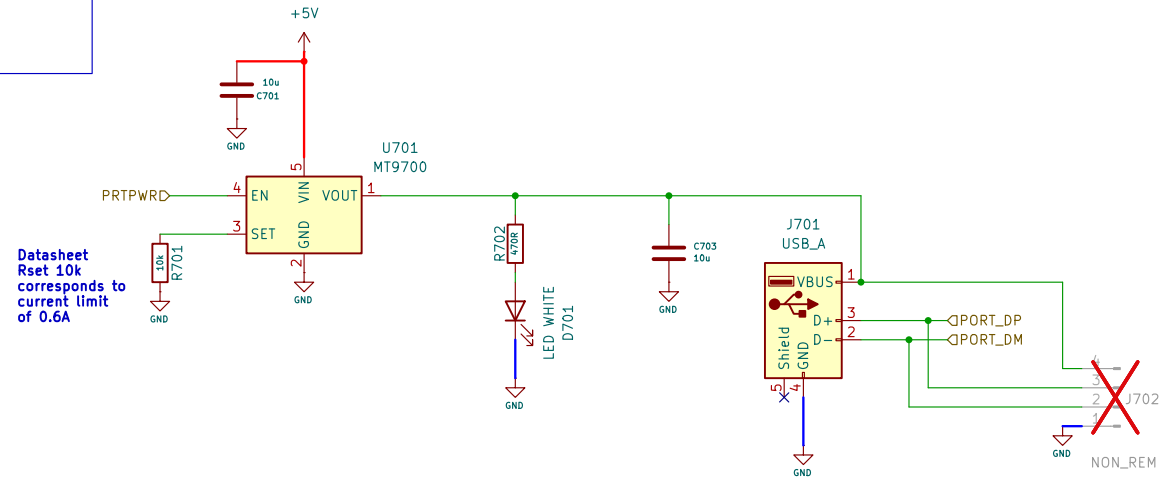 +5V
10u
C701
GND
U701
MT9700
5
PRTPWR
4
EN
VIN
VOUT
1
3
SET
GND
2
GND
10k
R701
GND
Datasheet
Rset 10k
corresponds to
current limit
of 0.6A
R702
470R
LED WHITE
D701
GND
C703
10u
GND
J701
USB_A
VBUS
1
D+
3
PORT_DP
D-
2
PORT_DM
Shield
GND
5
4
GND
4
3
2
1
J702
GND
NON_REM